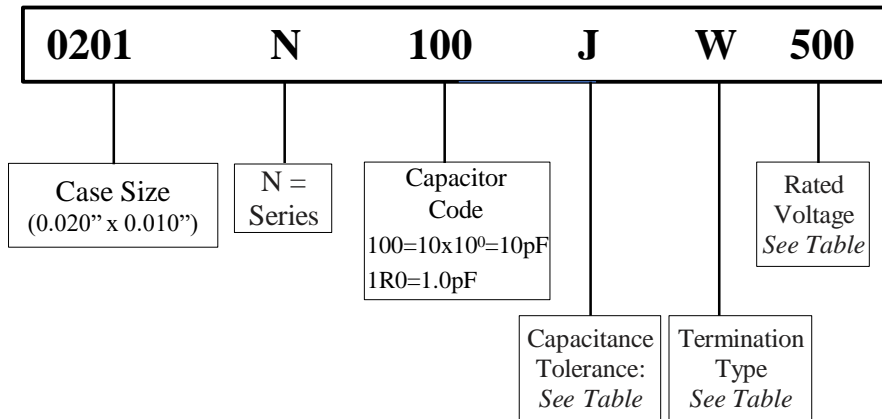 0201 N 100 J W 500
Case Size
(0.020” x 0.010”)
N =
Series
Capacitor
Code
100=10x10⁰=10pF
1R0=1.0pF
Rated
Voltage
See Table
Capacitance
Tolerance:
See Table
Termination
Type
See Table